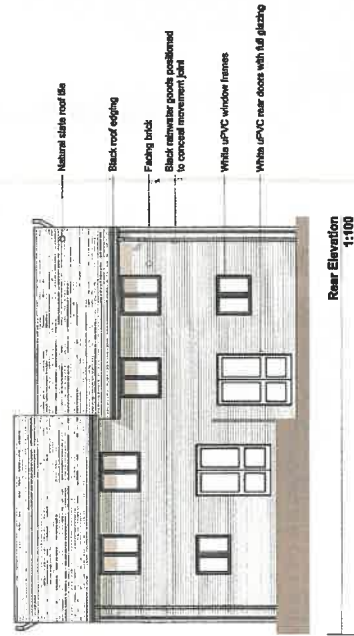 Natural slate roof tile
Black roof edging
Facing brick
Black rainwater goods positioned
to conceal movement joint
White uPVC window frames
White uPVC rear doors with full glazing
Rear Elevation
1:100